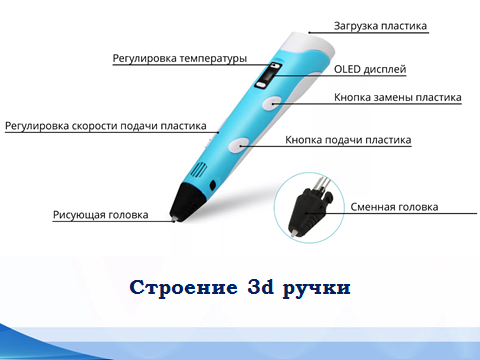 Загрузка пластика
Регулировка температуры
OLED дисплей
Кнопка замены пластика
Регулировка скорости подачи пластика
Кнопка подачи пластика
Рисующая головка
Сменная головка
Строение 3d ручки